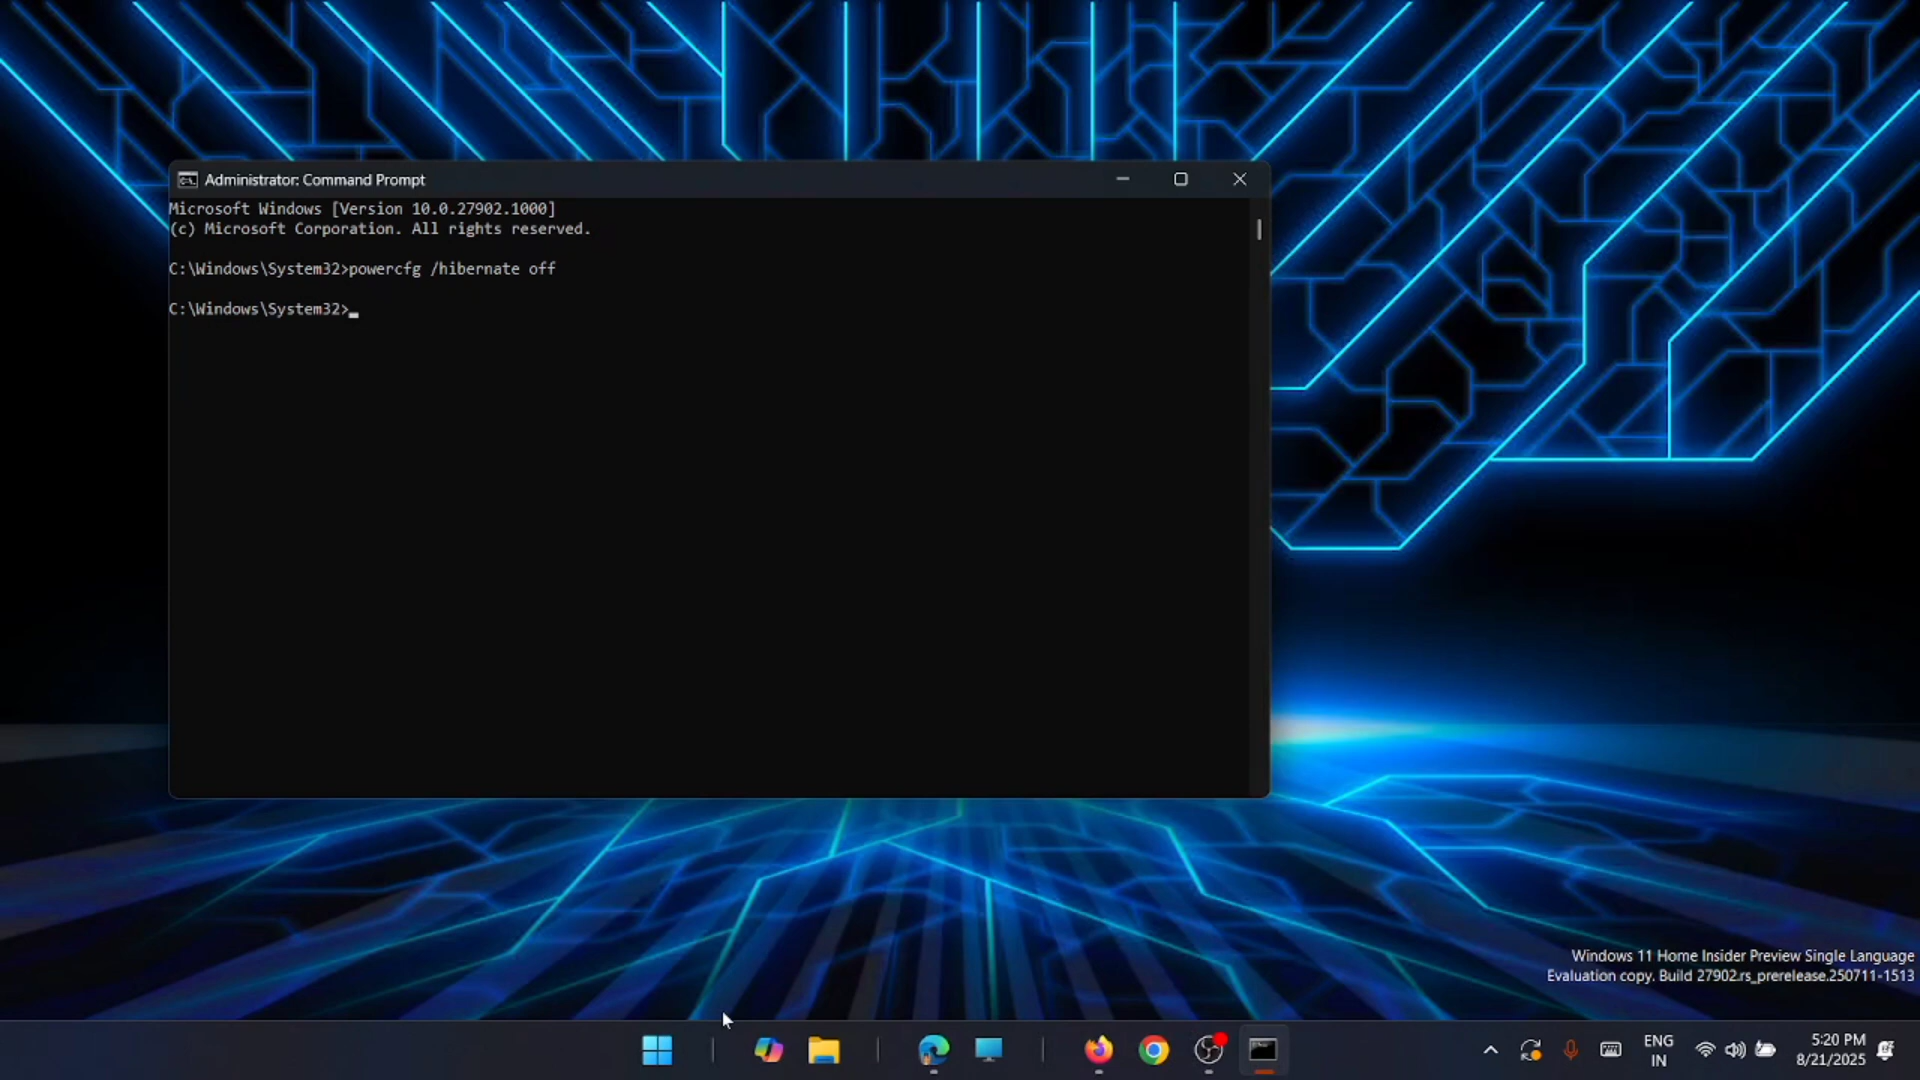 Administrator: Command Prompt
Microsoft Windows [Version 10.0.27902.1000]
(c) Microsoft Corporation. All rights reserved.
C:\Windows\System32>powercfg /hibernate off
C:\Windows\System32>
Windows 11 Home Insider Preview Single Language
Evaluation copy. Build 27902.rs_prerelease.250711-1513
ENG
IN
5:20 PM
8/21/2025